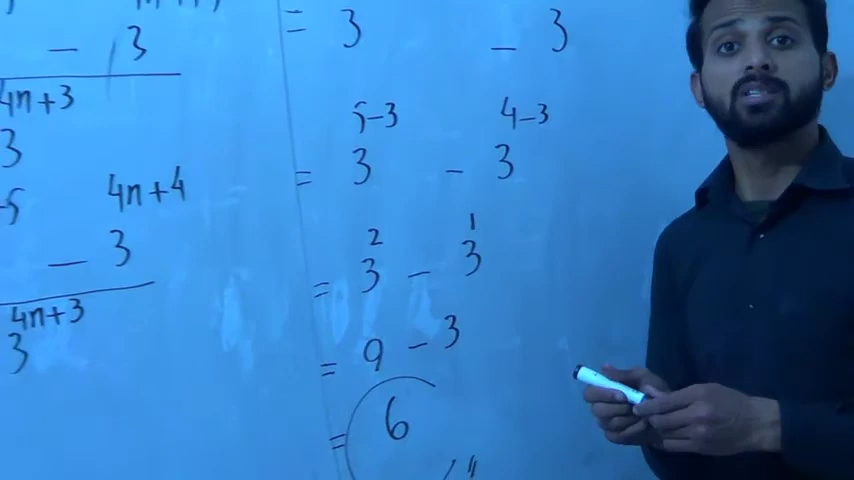 - 3
4n+3
3
-5 4n+4
- 3
4n+3
3
= 3 - 3
5-3 4-3
= 3 - 3
2 1
= 3 - 3
= 9 - 3
= 6